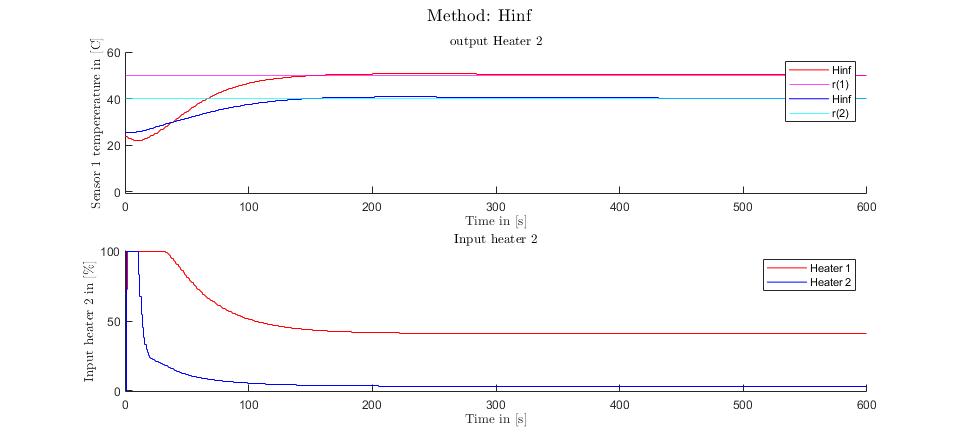 Method: Hinf
output Heater 2
Sensor 1 tempererature in [C]
60
40
20
0
0 100 200 300 400 500 600
Time in [s]
Hinf
r(1)
Hinf
r(2)
Input heater 2
Input heater 2 in [%]
100
50
0
0 100 200 300 400 500 600
Time in [s]
Heater 1
Heater 2